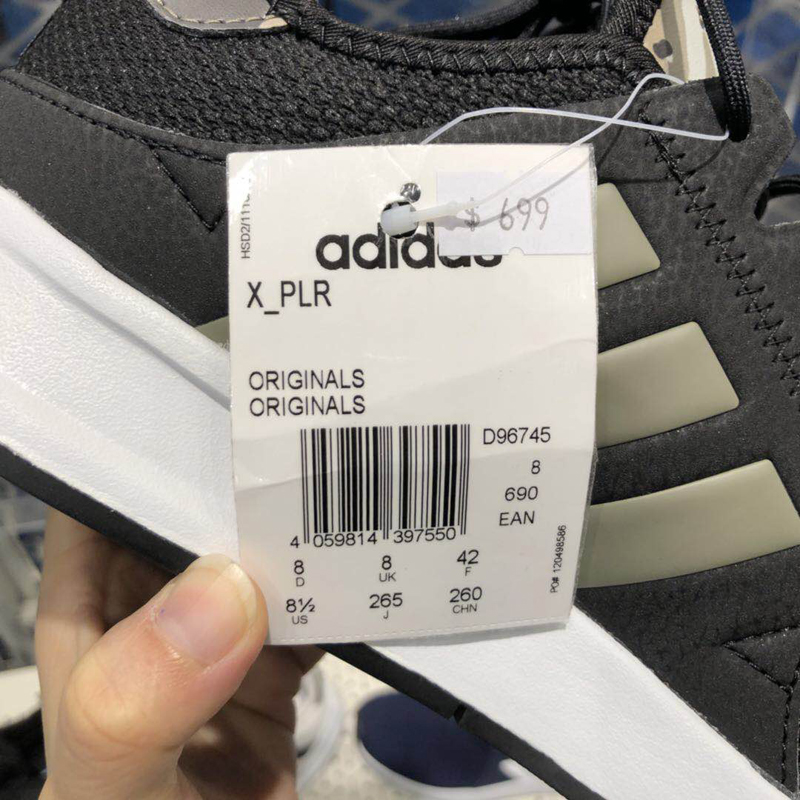 $ 699
adidas
X_PLR
ORIGINALS
ORIGINALS
D96745
8
690
EAN
4 059814 397550
8 8 42
D UK F
8½ 265 260
US J CHN
PO# 120498586